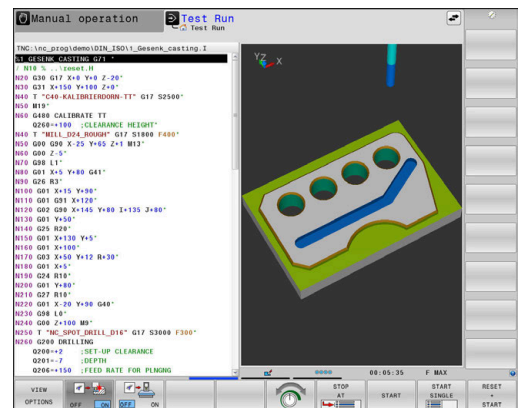 Manual operation
Test Run
Test Run
TNC:\nc_prog\demo\DIN_ISO\1_Gesenk_casting.I
%1_GESENK_CASTING G71 *
/ N10 % ..\reset.H
N20 G30 G17 X+0 Y+0 Z-20*
N30 G31 X+150 Y+100 Z+0*
N40 T "C40-KALIBRIERDORN-TT" G17 S2500*
N50 M19*
N60 G480 CALIBRATE TT
Q260=+100 ;CLEARANCE HEIGHT*
N40 T "MILL_D24_ROUGH" G17 S1800 F400*
N50 G00 G90 X-25 Y+65 Z+1 M13*
N60 G00 Z-5*
N70 G98 L1*
N80 G01 X+5 Y+80 G41*
N90 G26 R3*
N100 G01 X+15 Y+90*
N110 G01 G91 X+120*
N120 G02 G90 X+145 Y+80 I+135 J+80*
N130 G01 Y+50*
N140 G25 R20*
N150 G01 X+130 Y+5*
N160 G01 X+100*
N170 G03 X+50 Y+12 R+30*
N180 G01 X+5*
N190 G24 R10*
N200 G01 Y+80*
N210 G27 R10*
N220 G01 X-20 Y+90 G40*
N230 G98 L0*
N240 G00 Z+100 M9*
N250 T "NC_SPOT_DRILL_D16" G17 S3000 F300*
N260 G200 DRILLING
Q200=+2 ;SET-UP CLEARANCE
Q201=-7 ;DEPTH
Q206=+150 ;FEED RATE FOR PLNGNG
YZ X
00:05:35 F MAX
VIEW OPTIONS
OFF ON
OFF ON
STOP AT
START
START SINGLE
RESET + START